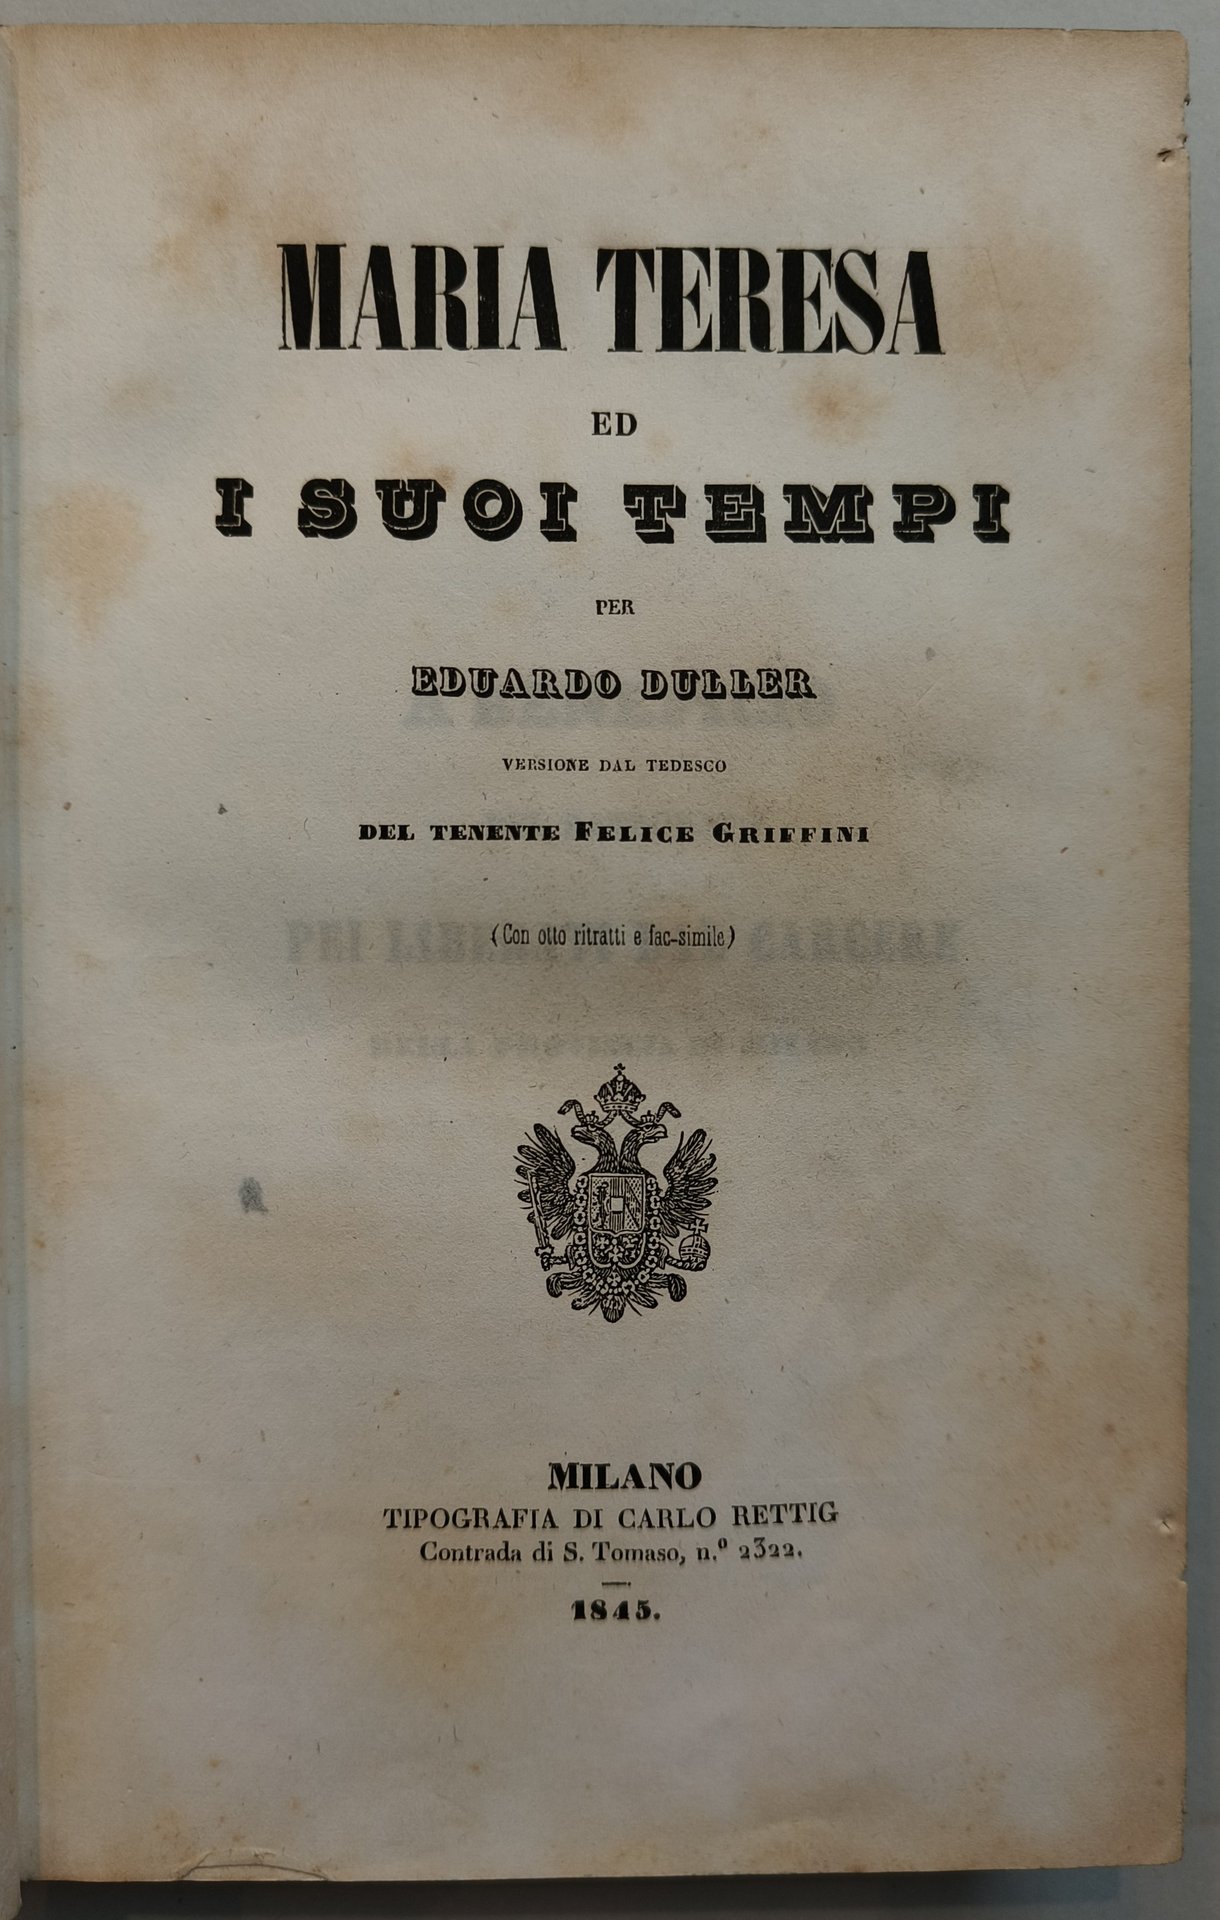 MARIA TERESA
ED
I SUOI TEMPI
PER
EDUARDO DULLER
VERSIONE DAL TEDESCO
DEL TENENTE FELICE GRIFFINI
(Con otto ritratti e fac-simile)
MILANO
TIPOGRAFIA DI CARLO RETTIG
Contrada di S. Tomaso, n.º 2322.
1845.